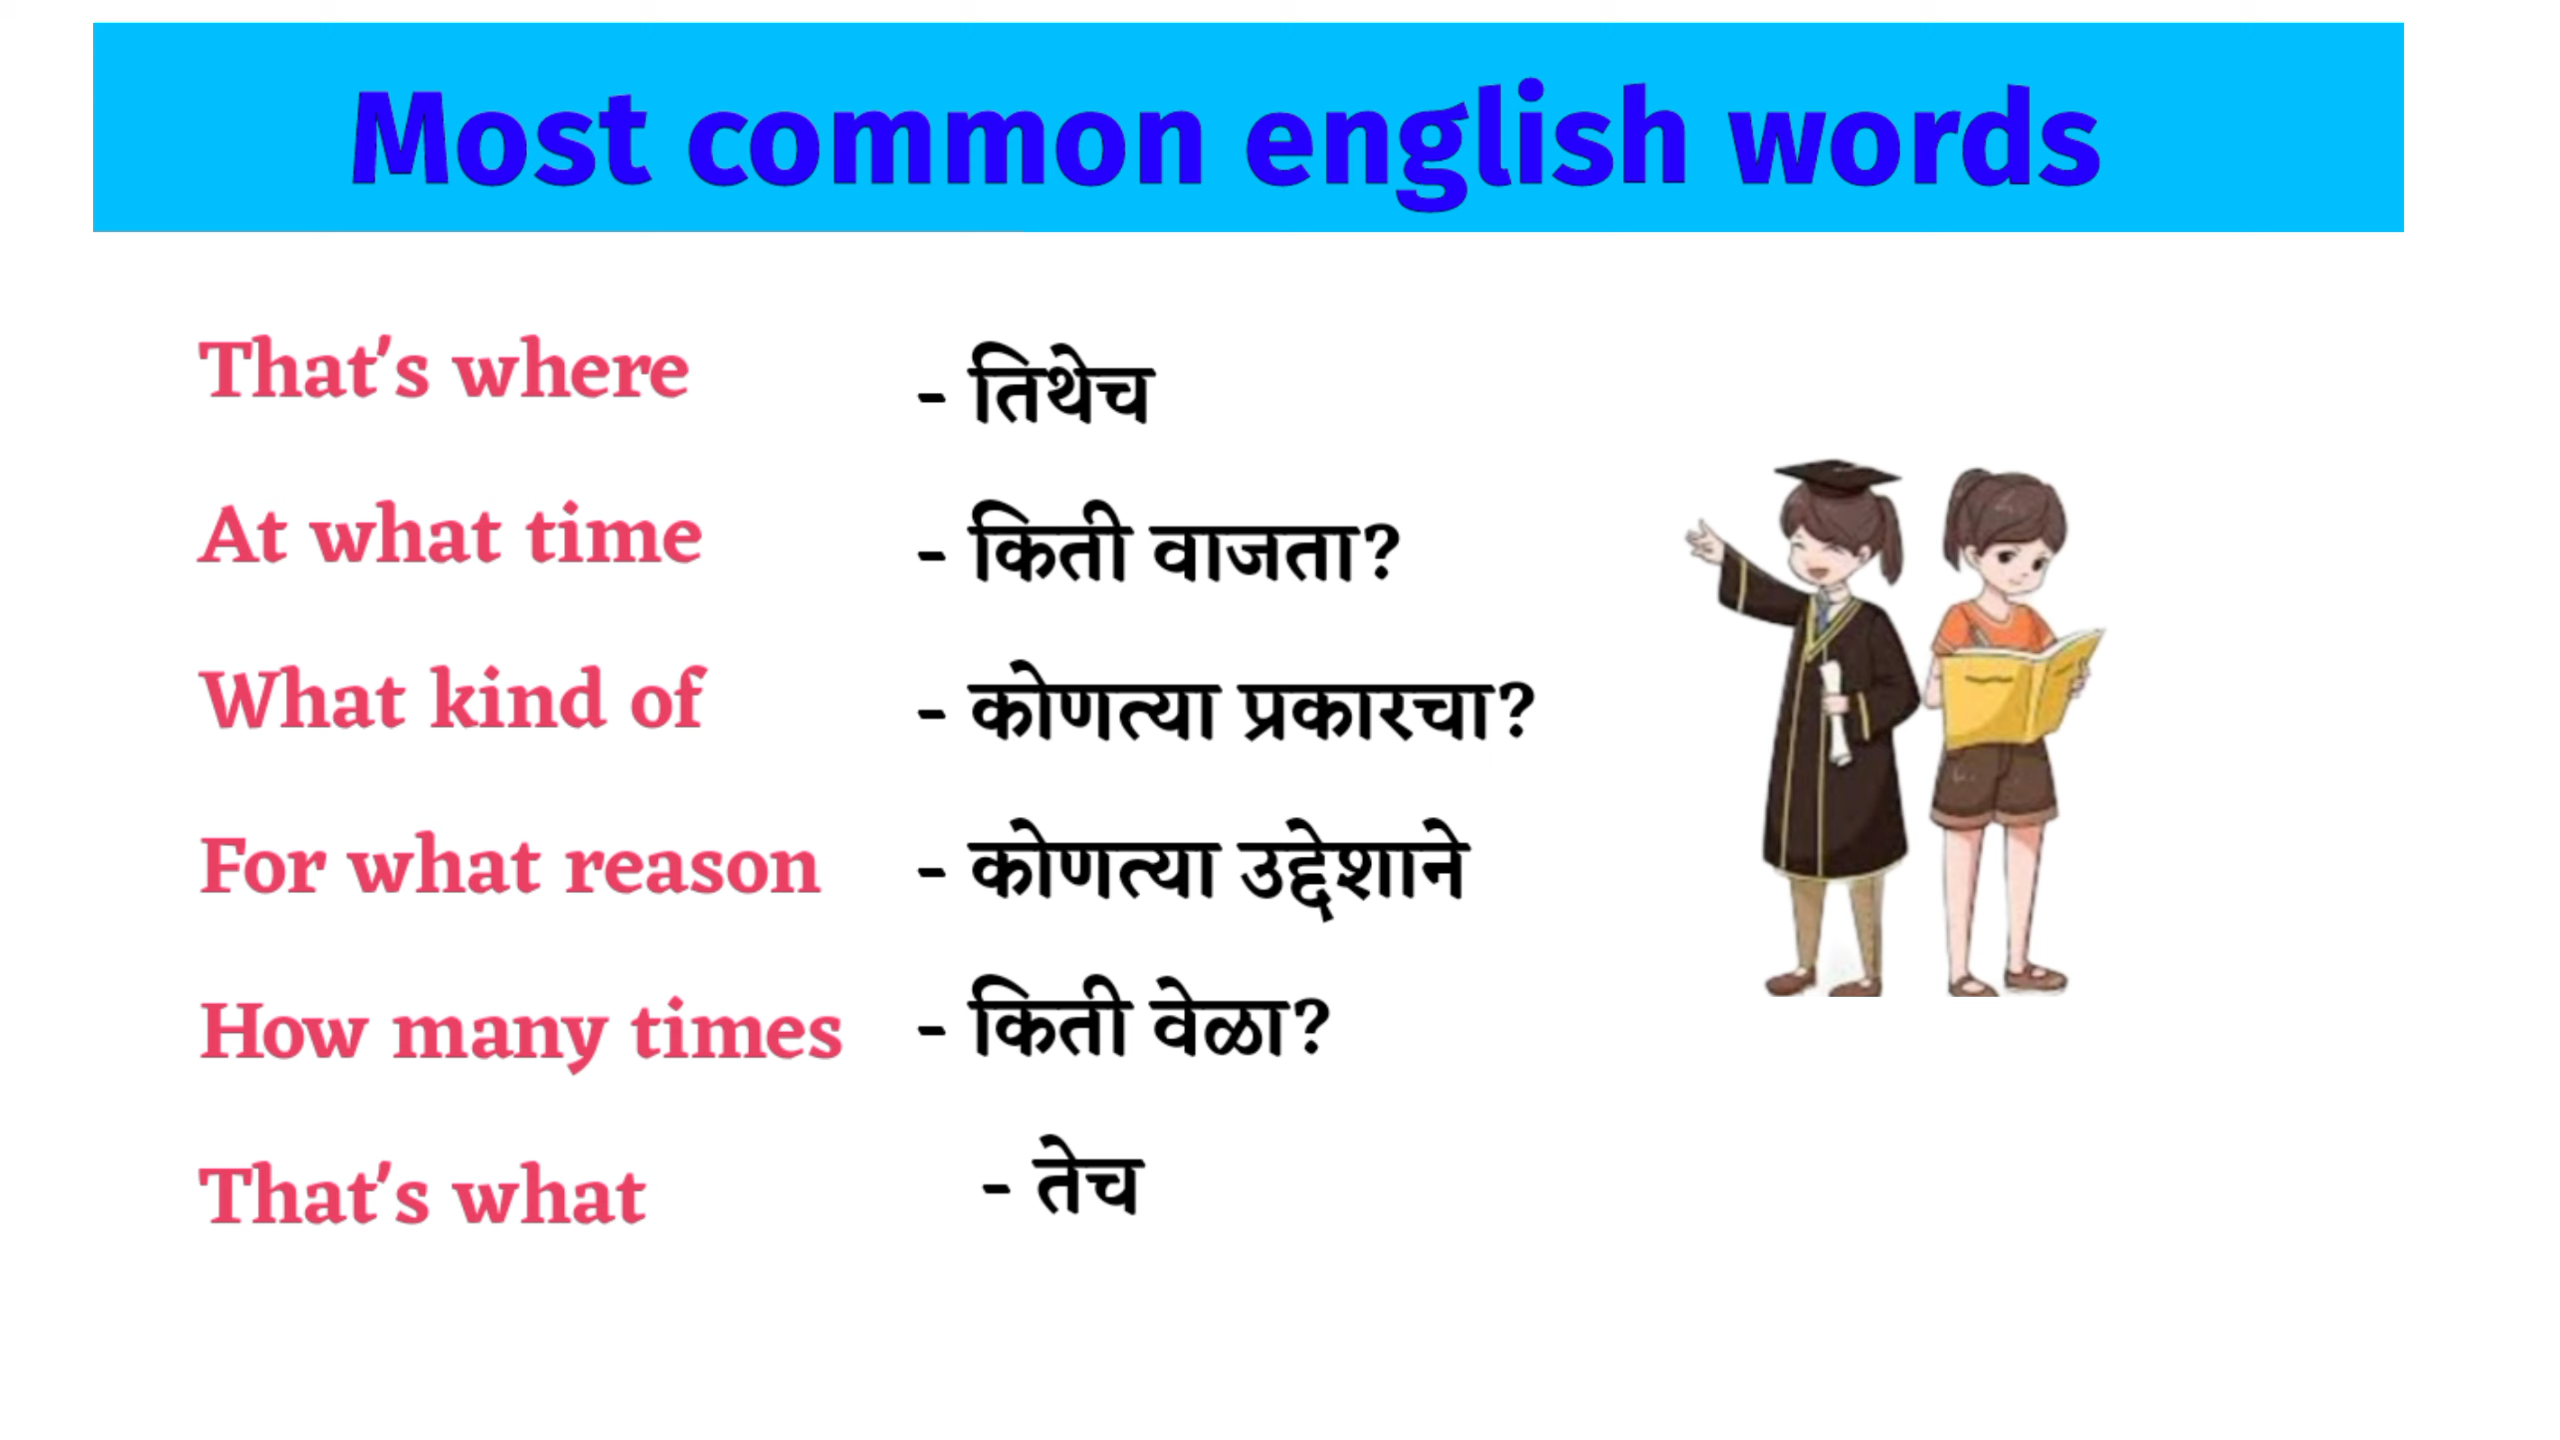 Most common english words
That's where - तिथेच
At what time - किती वाजता?
What kind of - कोणत्या प्रकारचा?
For what reason - कोणत्या उद्देशाने
How many times - किती वेळा?
That's what - तेच